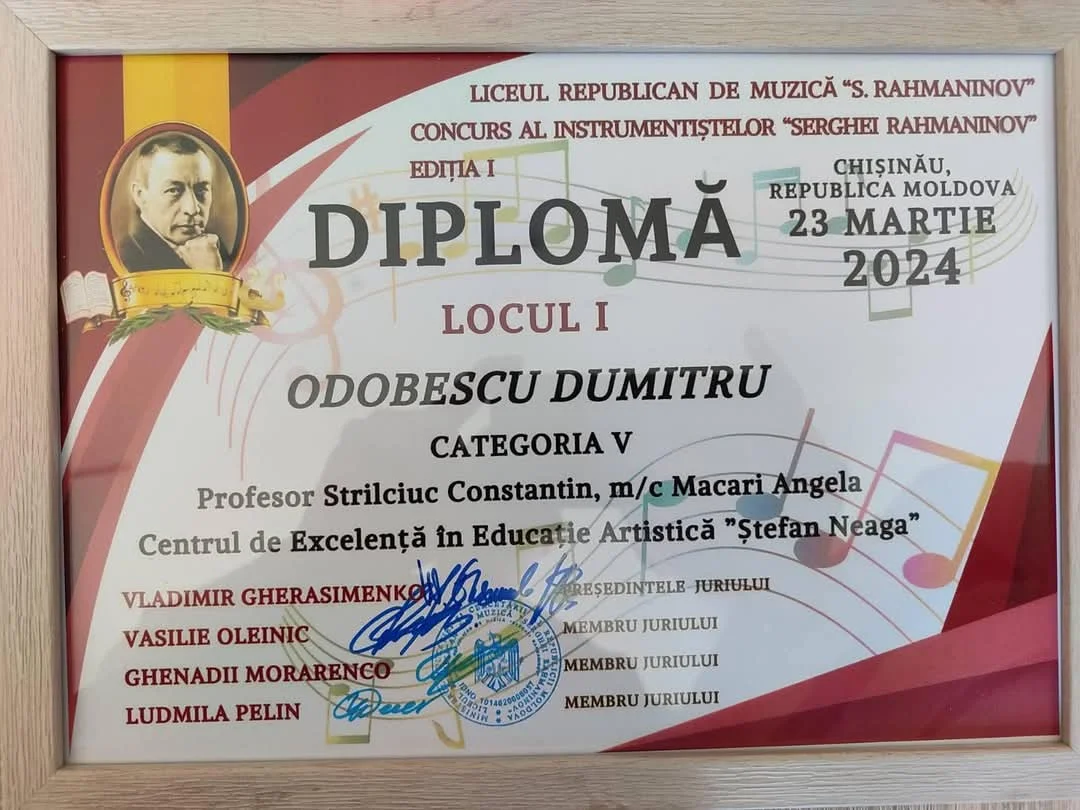 LICEUL REPUBLICAN DE MUZICĂ “S. RAHMANINOV”
CONCURS AL INSTRUMENTIȘTELOR “SERGHEI RAHMANINOV”
EDIȚIA I
CHIȘINĂU,
REPUBLICA MOLDOVA
23 MARTIE
2024
DIPLOMĂ
LOCUL I
ODOBESCU DUMITRU
CATEGORIA V
Profesor Strilciuc Constantin, m/c Macari Angela
Centrul de Excelență în Educație Artistică ”Ștefan Neaga”
VLADIMIR GHERASIMENKO PREȘEDINTELE JURIULUI
VASILIE OLEINIC MEMBRU JURIULUI
GHENADII MORARENCO MEMBRU JURIULUI
LUDMILA PELIN MEMBRU JURIULUI